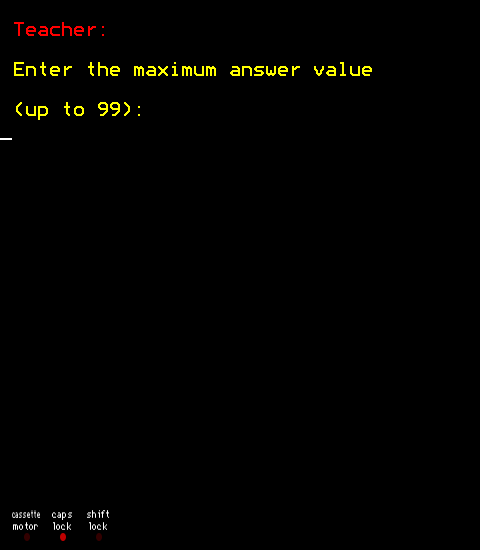 Teacher:
Enter the maximum answer value
(up to 99):
cassette caps shift
motor lock lock